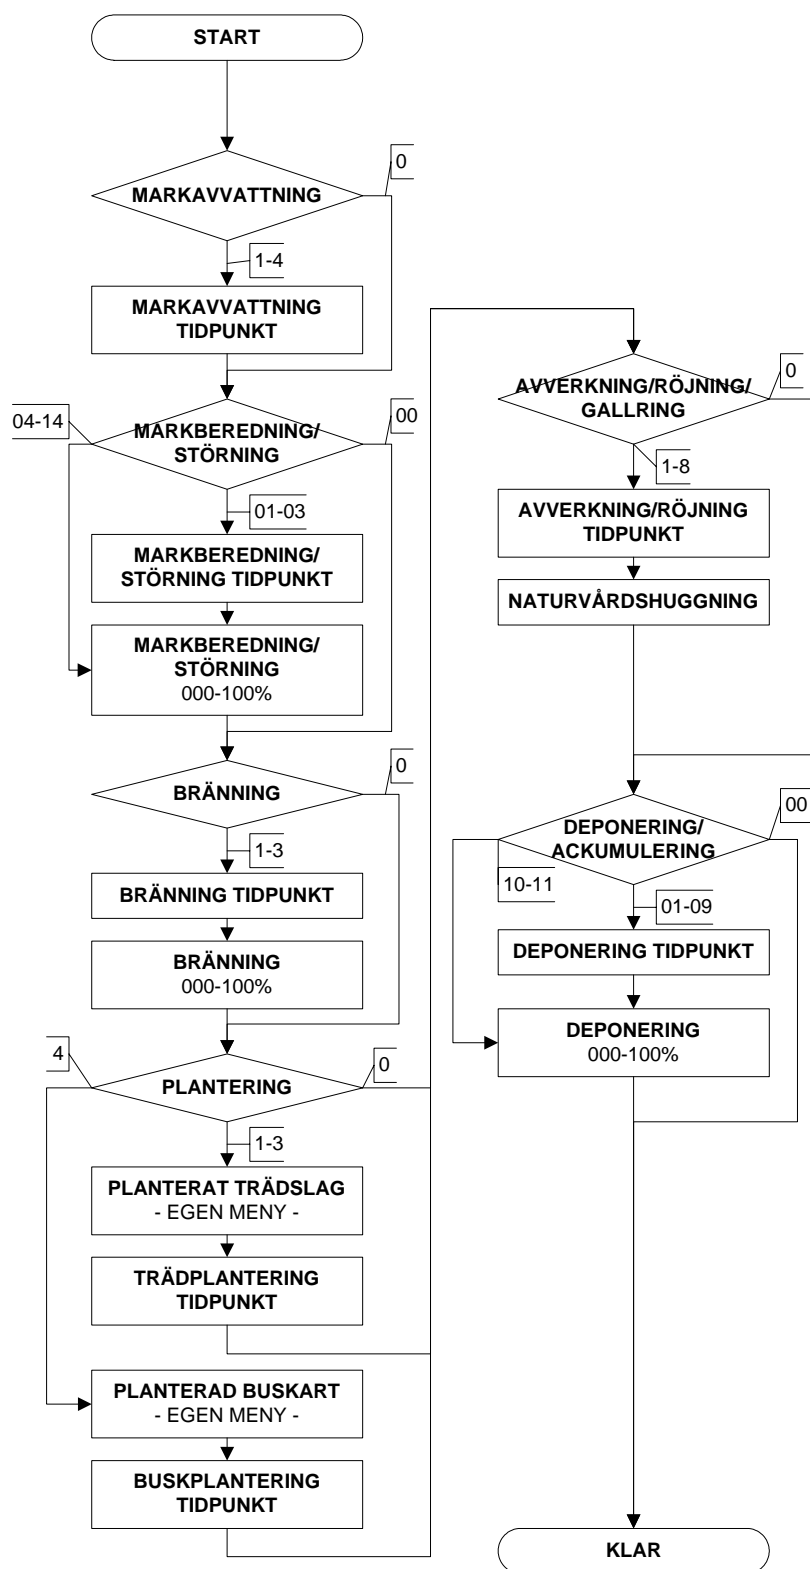 START
0
MARKAVVATTNING
1-4
MARKAVVATTNING
TIDPUNKT
04-14
00
MARKBEREDNING/
STÖRNING
01-03
MARKBEREDNING/
STÖRNING TIDPUNKT
MARKBEREDNING/
STÖRNING
000-100%
0
BRÄNNING
1-3
BRÄNNING TIDPUNKT
BRÄNNING
000-100%
4
0
PLANTERING
1-3
PLANTERAT TRÄDSLAG
- EGEN MENY -
TRÄDPLANTERING
TIDPUNKT
PLANTERAD BUSKART
- EGEN MENY -
BUSKPLANTERING
TIDPUNKT
0
AVVERKNING/RÖJNING/
GALLRING
1-8
AVVERKNING/RÖJNING
TIDPUNKT
NATURVÅRDSHUGGNING
00
DEPONERING/
ACKUMULERING
10-11
01-09
DEPONERING TIDPUNKT
DEPONERING
000-100%
KLAR